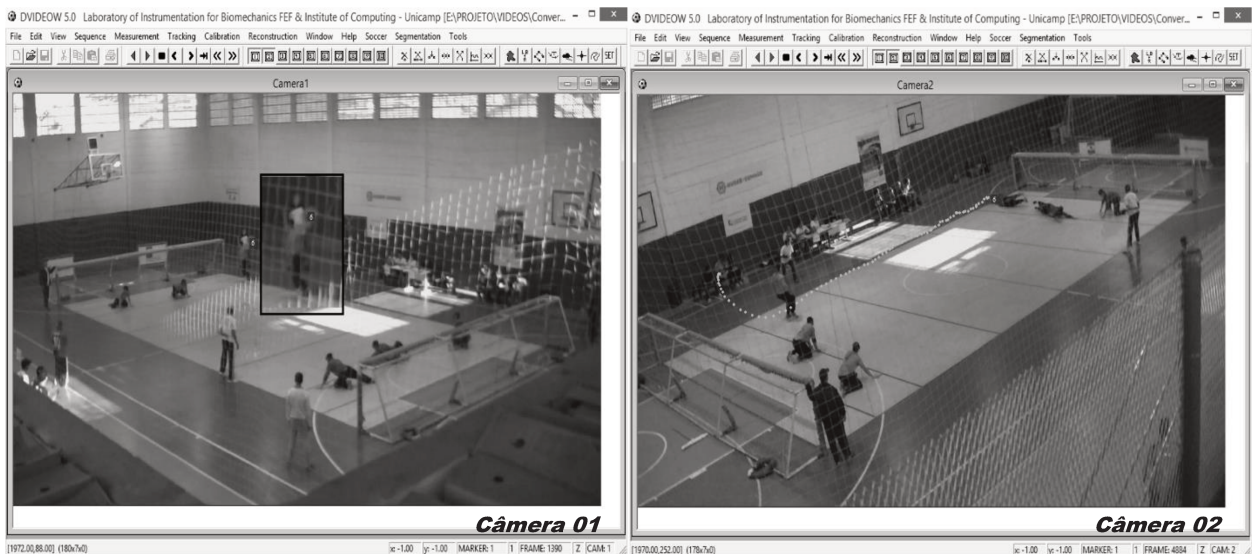 DVIDEOW 5.0 Laboratory of Instrumentation for Biomechanics FEF & Institute of Computing - Unicamp [E:\PROJETO\VIDEOS\Conver...
File Edit View Sequence Measurement Tracking Calibration Reconstruction Window Help Soccer Segmentation Tools
Camera1
Câmera 01
[1972.00,88.00] (180x7x0)
x: -1.00 y: -1.00 MARKER: 1 1 FRAME: 1390 Z CAM: 1
DVIDEOW 5.0 Laboratory of Instrumentation for Biomechanics FEF & Institute of Computing - Unicamp [E:\PROJETO\VIDEOS\Conver...
File Edit View Sequence Measurement Tracking Calibration Reconstruction Window Help Soccer Segmentation Tools
Camera2
Câmera 02
[1970.00,252.00] (178x7x0)
x: -1.00 y: -1.00 MARKER: 1 1 FRAME: 4884 Z CAM: 2